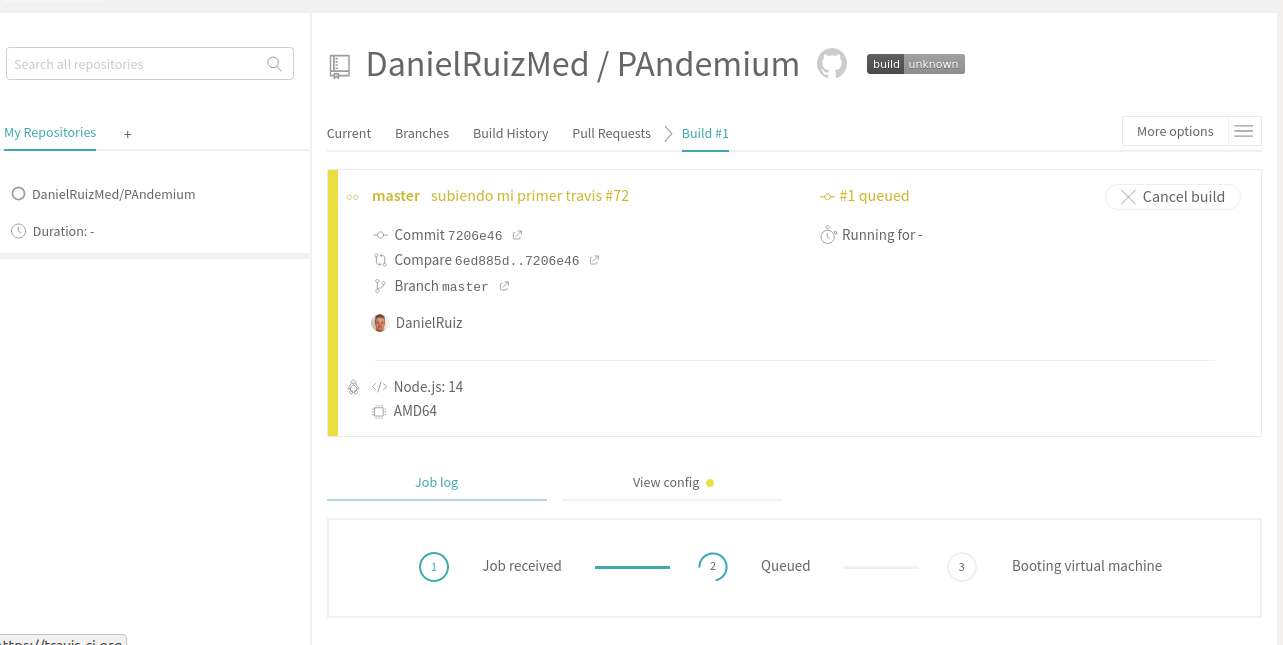 Search all repositories
DanielRuizMed / PAndemium
build unknown
My Repositories +
Current Branches Build History Pull Requests Build #1
More options
DanielRuizMed/PAndemium
Duration: -
master subiendo mi primer travis #72
#1 queued
Cancel build
Commit 7206e46
Running for -
Compare 6ed885d..7206e46
Branch master
DanielRuiz
Node.js: 14
AMD64
Job log
View config
1 Job received
2 Queued
3 Booting virtual machine
https://travis-ci.org